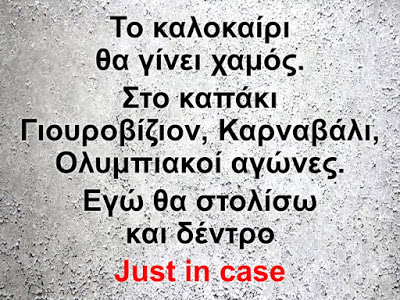 Το καλοκαίρι
θα γίνει χαμός.
Στο καπάκι
Γιουροβίζιον, Καρναβάλι,
Ολυμπιακοί αγώνες.
Εγώ θα στολίσω
και δέντρο
Just in case